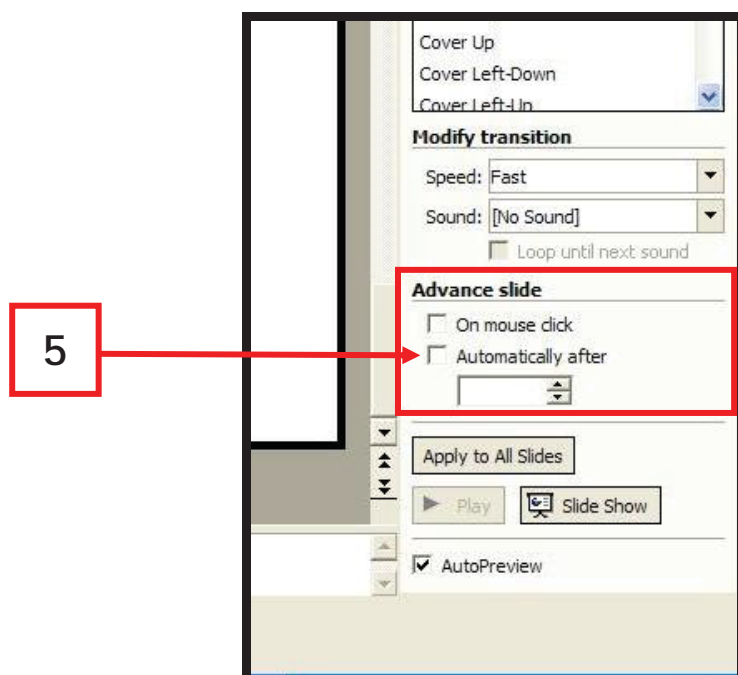 Cover Up
Cover Left-Down
Cover Left-Up
Modify transition
Speed: Fast
Sound: [No Sound]
Loop until next sound
Advance slide
On mouse click
5
Automatically after
Apply to All Slides
Play Slide Show
AutoPreview